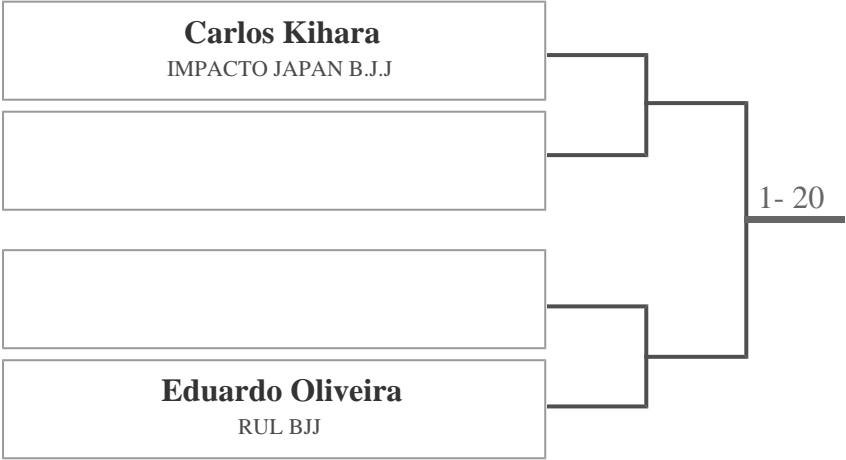 Carlos Kihara
IMPACTO JAPAN B.J.J
1- 20
Eduardo Oliveira
RUL BJJ